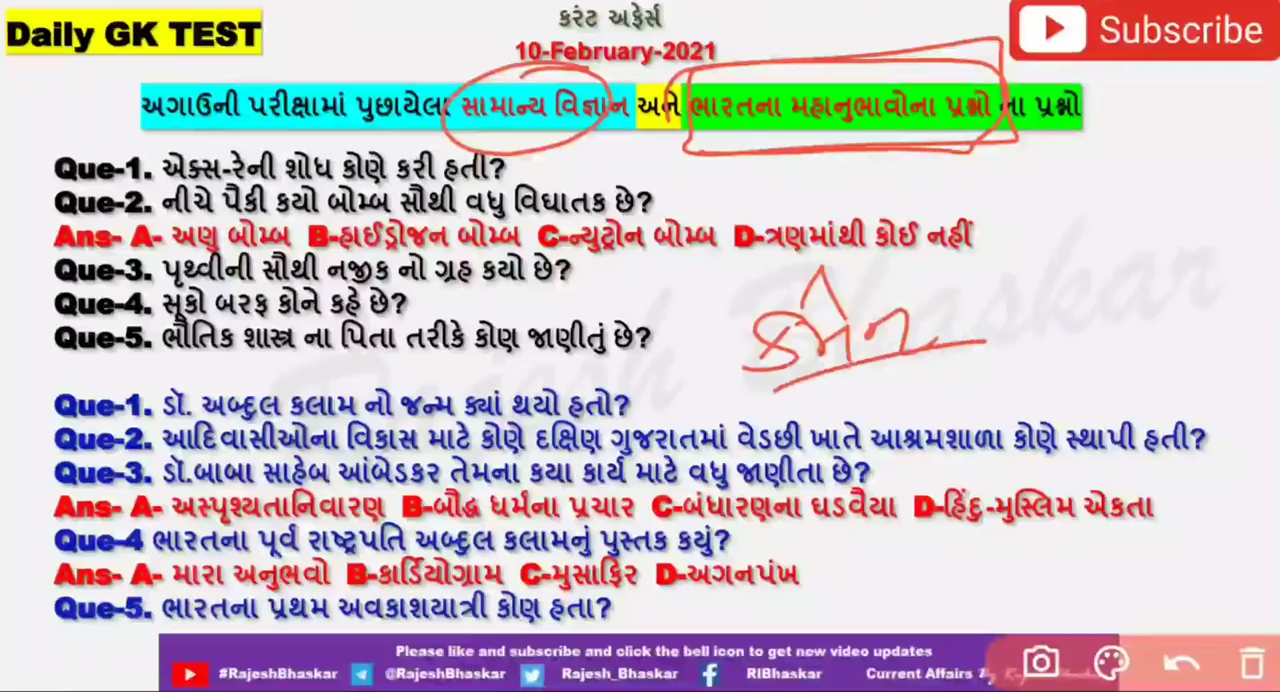 Daily GK TEST
કરંટ અફેર્સ
10-February-2021
Subscribe
અગાઉની પરીક્ષામાં પુછાયેલા સામાન્ય વિજ્ઞાન અને ભારતના મહાનુભાવોના પ્રશ્નો ના પ્રશ્નો
Que-1. એક્સ-રેની શોધ કોણે કરી હતી?
Que-2. નીચે પૈકી કયો બોમ્બ સૌથી વધુ વિઘાતક છે?
Ans- A- અણુ બોમ્બ B-હાઈડ્રોજન બોમ્બ C-ન્યુટ્રોન બોમ્બ D-ત્રણમાંથી કોઈ નહીં
Que-3. પૃથ્વીની સૌથી નજીક નો ગ્રહ કયો છે?
Que-4. સૂકો બરફ કોને કહે છે?
Que-5. ભૌતિક શાસ્ત્ર ના પિતા તરીકે કોણ જાણીતું છે?
Que-1. ડૉ. અબ્દુલ કલામ નો જન્મ ક્યાં થયો હતો?
Que-2. આદિવાસીઓના વિકાસ માટે કોણે દક્ષિણ ગુજરાતમાં વેડછી ખાતે આશ્રમશાળા કોણે સ્થાપી હતી?
Que-3. ડૉ.બાબા સાહેબ આંબેડકર તેમના કયા કાર્ય માટે વધુ જાણીતા છે?
Ans- A- અસ્પૃશ્યતાનિવારણ B-બૌદ્ધ ધર્મના પ્રચાર C-બંધારણના ઘડવૈયા D-હિંદુ-મુસ્લિમ એકતા
Que-4 ભારતના પૂર્વ રાષ્ટ્રપતિ અબ્દુલ કલામનું પુસ્તક કયું?
Ans- A- મારા અનુભવો B-કાર્ડિયોગ્રામ C-મુસાફિર D-અગનપંખ
Que-5. ભારતના પ્રથમ અવકાશયાત્રી કોણ હતા?
Rajesh Bhaskar
Please like and subscribe and click the bell icon to get new video updates
#RajeshBhaskar @RajeshBhaskar Rajesh_Bhaskar RIBhaskar Current Affairs